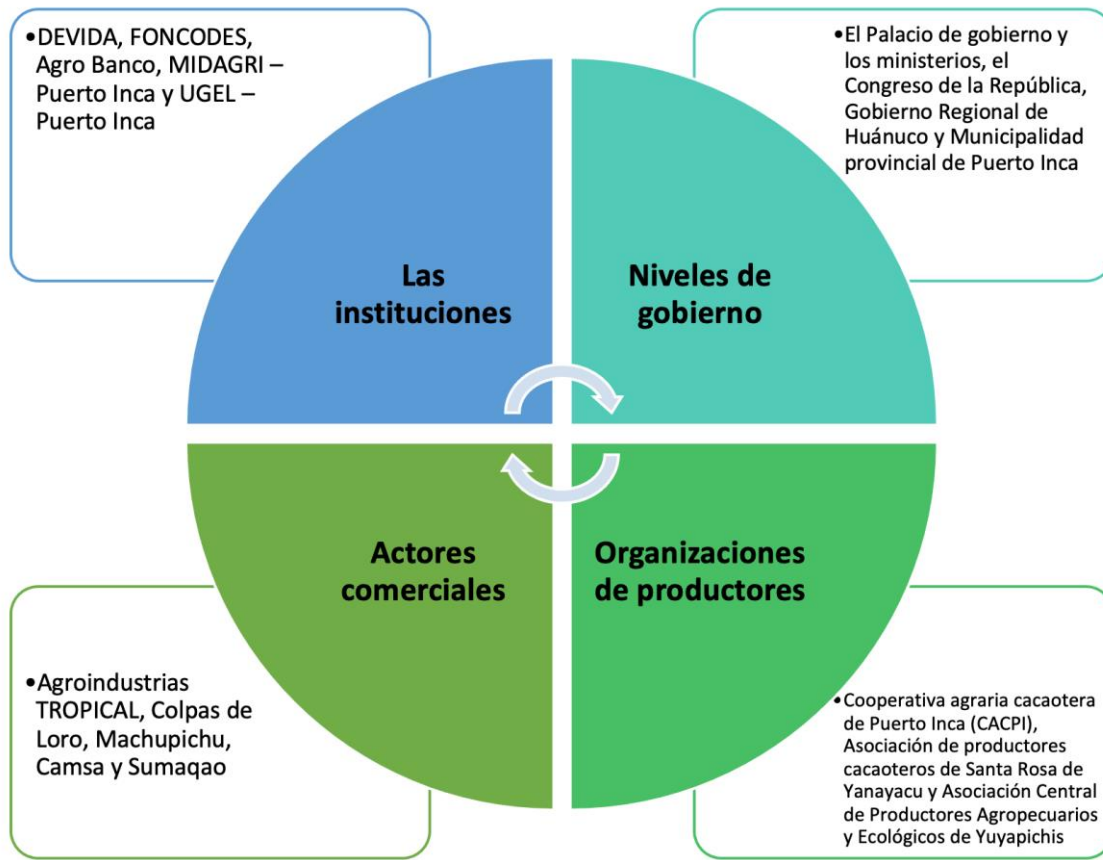 •DEVIDA, FONCODES,
Agro Banco, MIDAGRI –
Puerto Inca y UGEL –
Puerto Inca
•El Palacio de gobierno y
los ministerios, el
Congreso de la República,
Gobierno Regional de
Huánuco y Municipalidad
provincial de Puerto Inca
Las
instituciones
Niveles de
gobierno
Actores
comerciales
Organizaciones
de productores
•Agroindustrias
TROPICAL, Colpas de
Loro, Machupichu,
Camsa y Sumaqao
•Cooperativa agraria cacaotera
de Puerto Inca (CACPI),
Asociación de productores
cacaoteros de Santa Rosa de
Yanayacu y Asociación Central
de Productores Agropecuarios
y Ecológicos de Yuyapichis